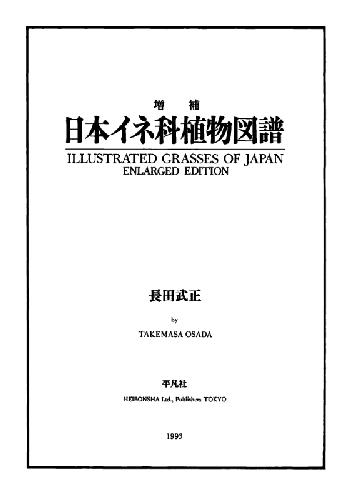 増補
日本イネ科植物図譜
ILLUSTRATED GRASSES OF JAPAN
ENLARGED EDITION
長田武正
by
TAKEMASA OSADA
平凡社
HEIBONSHA Ltd., Publishers TOKYO
1993